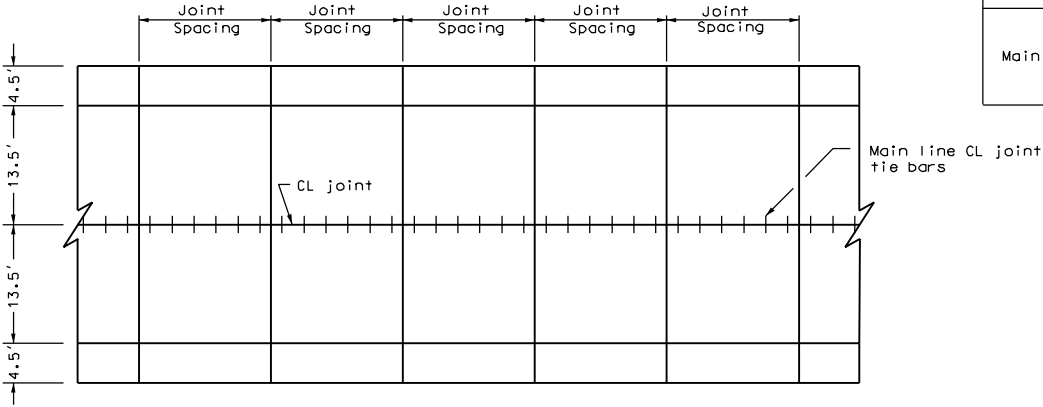 Joint
Spacing
Joint
Spacing
Joint
Spacing
Joint
Spacing
Joint
Spacing
Main
4.5'
13.5'
13.5'
4.5'
CL joint
Main line CL joint
tie bars